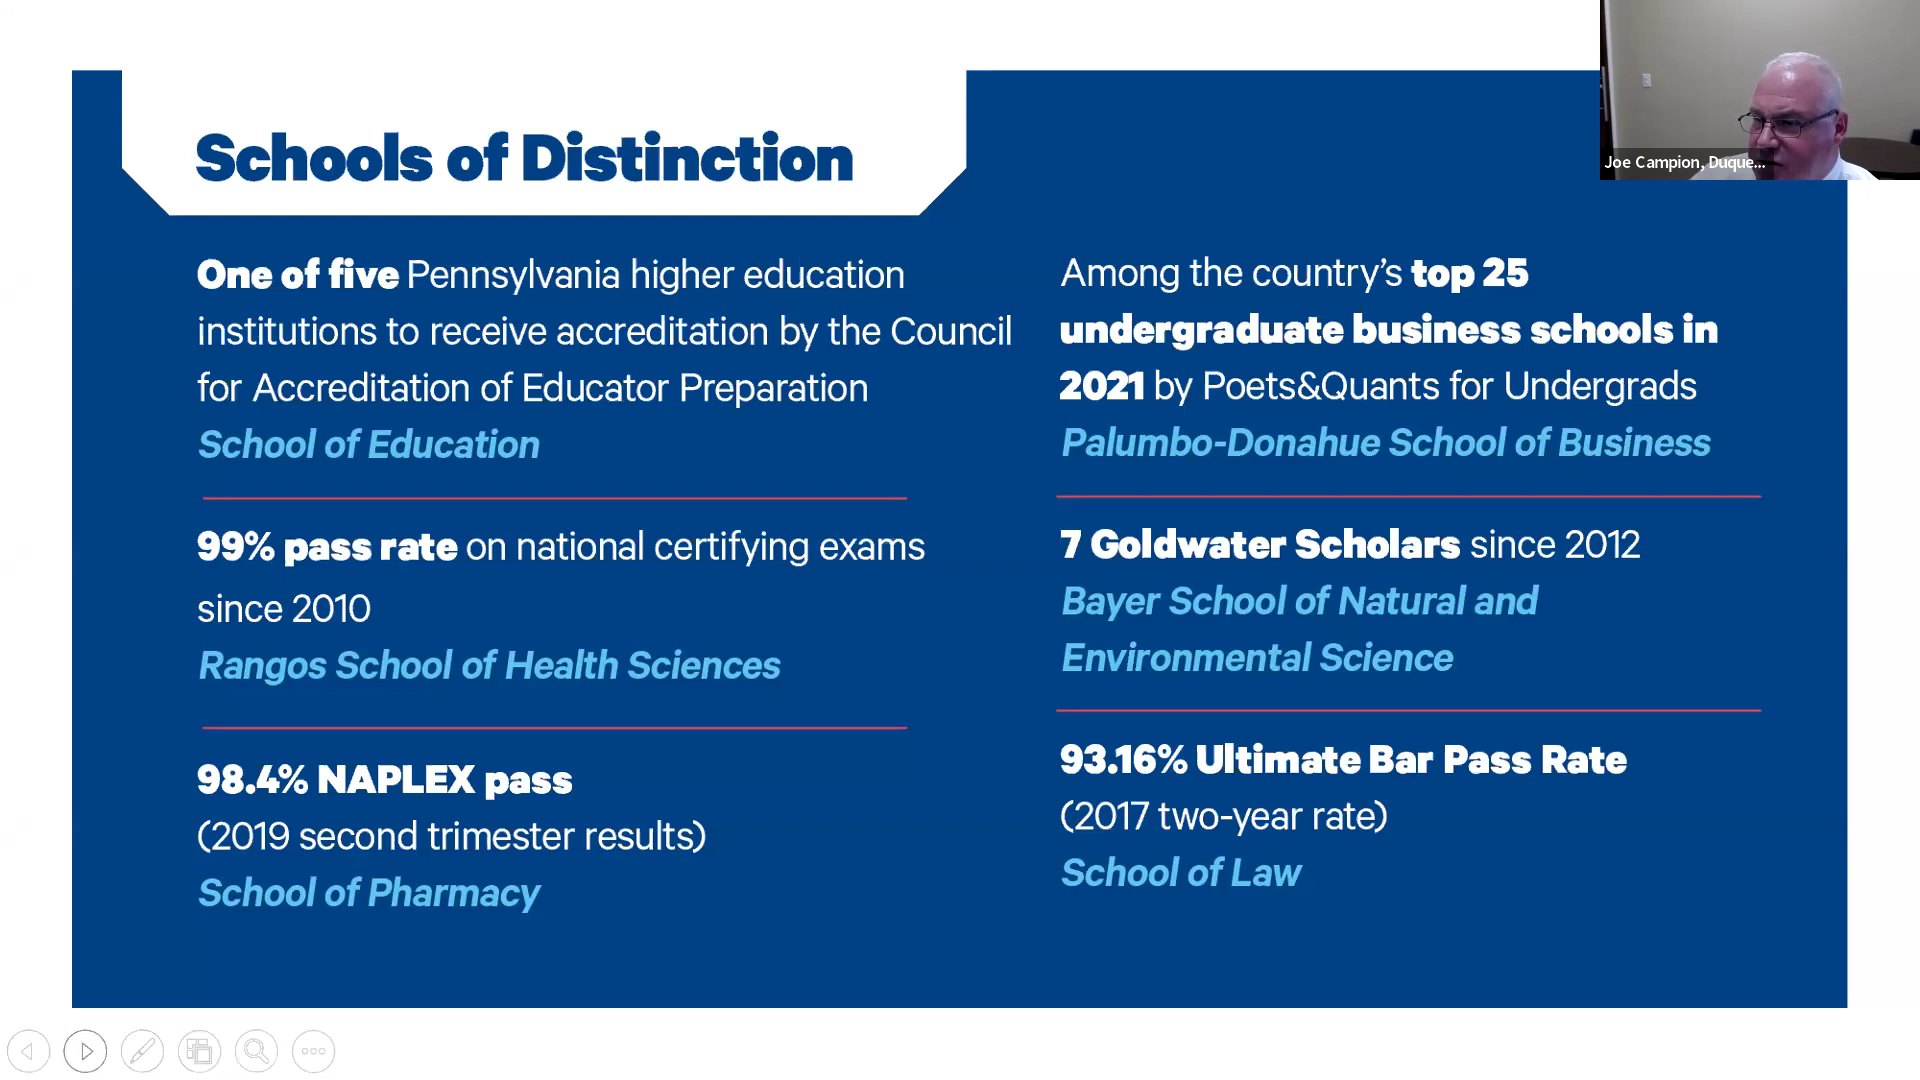 Schools of Distinction
One of five Pennsylvania higher education
institutions to receive accreditation by the Council
for Accreditation of Educator Preparation
School of Education
99% pass rate on national certifying exams
since 2010
Rangos School of Health Sciences
98.4% NAPLEX pass
(2019 second trimester results)
School of Pharmacy
Among the country’s top 25
undergraduate business schools in
2021 by Poets&Quants for Undergrads
Palumbo-Donahue School of Business
7 Goldwater Scholars since 2012
Bayer School of Natural and
Environmental Science
93.16% Ultimate Bar Pass Rate
(2017 two-year rate)
School of Law
Joe Campion, Duque...